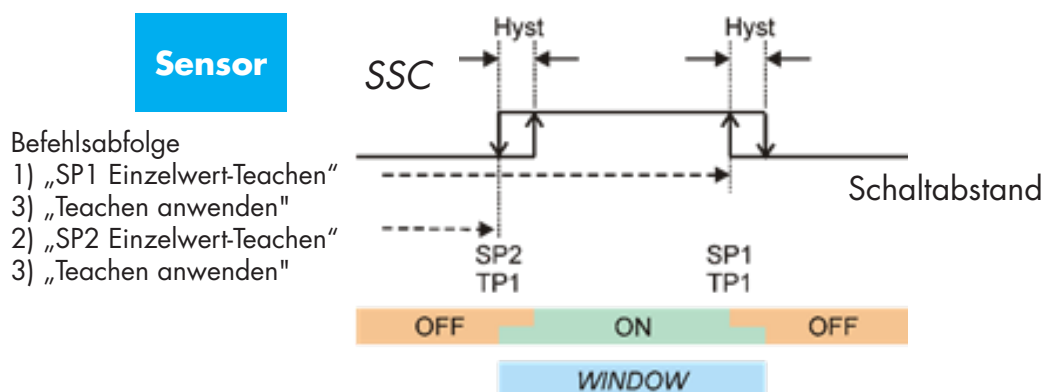 Hyst Hyst
Sensor
SSC
Befehlsabfolge
1) „SP1 Einzelwert-Teachen“
3) „Teachen anwenden"
2) „SP2 Einzelwert-Teachen“
3) „Teachen anwenden"
Schaltabstand
SP2 SP1
TP1 TP1
OFF ON OFF
WINDOW